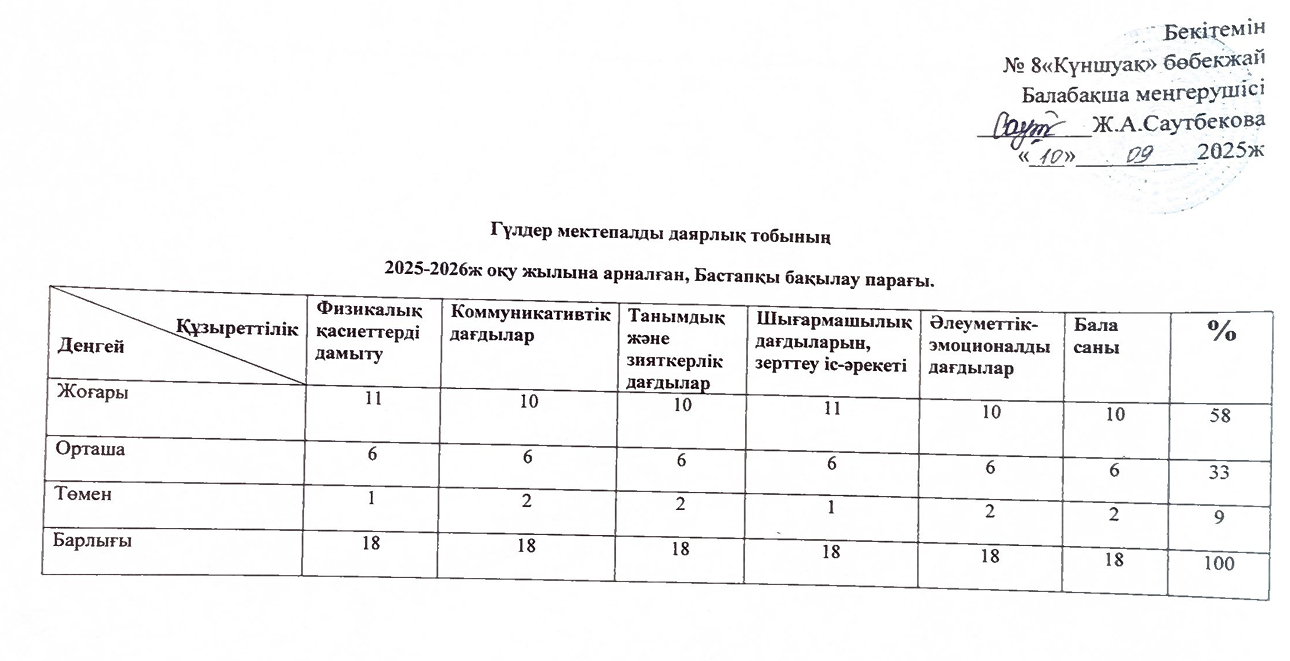 Бекітемін
№ 8«Күншуақ» бөбекжай
Балабақша меңгерушісі
Ж.А.Саутбекова
«10» 09 2025ж
Гүлдер мектепалды даярлық тобының
2025-2026ж оқу жылына арналған, Бастапқы бақылау парағы.
Құзыреттілік
Деңгей
Физикалық
қасиеттерді
дамыту
Коммуникативтік
дағдылар
Танымдық
және
зияткерлік
дағдылар
Шығармашылық
дағдыларын,
зерттеу іс-әрекеті
Әлеуметтік-
эмоционалды
дағдылар
Бала
саны
%
Жоғары 11 10 10 11 10 10 58
Орташа 6 6 6 6 6 6 33
Төмен 1 2 2 1 2 2 9
Барлығы 18 18 18 18 18 18 100